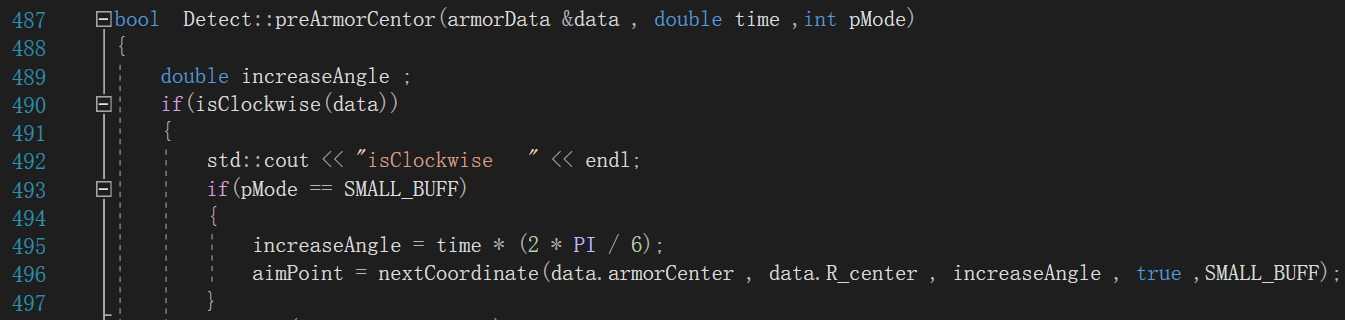 487 bool Detect::preArmorCentor(armorData &data , double time ,int pMode)
488 {
489 double increaseAngle ;
490 if(isClockwise(data))
491 {
492 std::cout << "isClockwise   " << endl;
493 if(pMode == SMALL_BUFF)
494 {
495 increaseAngle = time * (2 * PI / 6);
496 aimPoint = nextCoordinate(data.armorCenter , data.R_center , increaseAngle , true ,SMALL_BUFF);
497 }